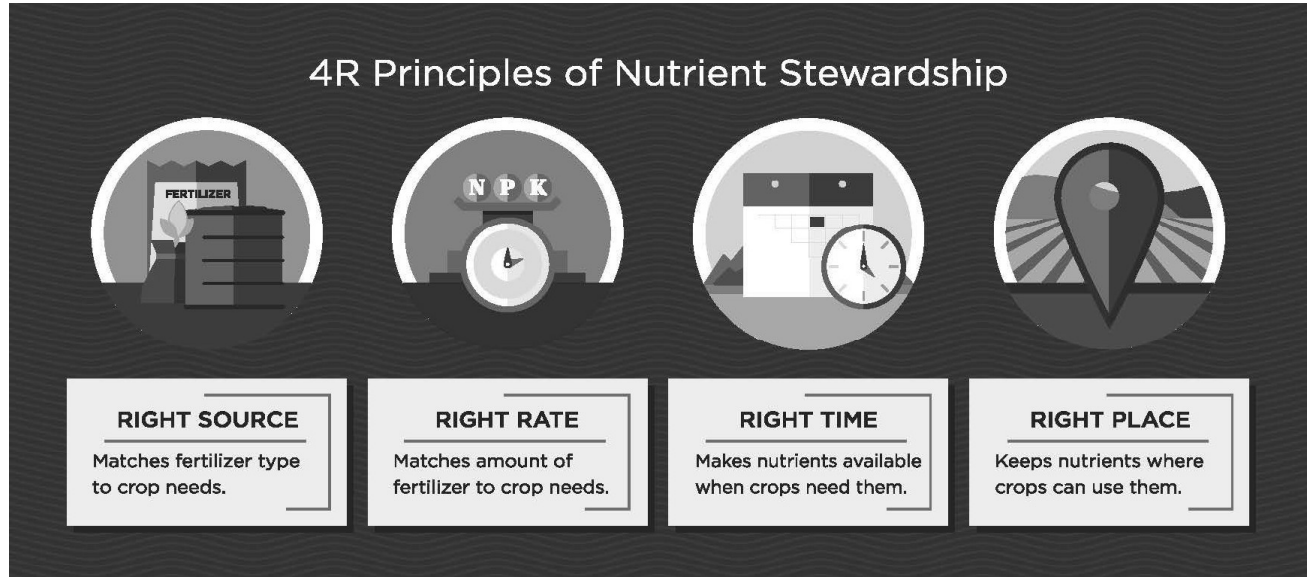 4R Principles of Nutrient Stewardship
FERTILIZER
N P K
RIGHT SOURCE
Matches fertilizer type
to crop needs.
RIGHT RATE
Matches amount of
fertilizer to crop needs.
RIGHT TIME
Makes nutrients available
when crops need them.
RIGHT PLACE
Keeps nutrients where
crops can use them.